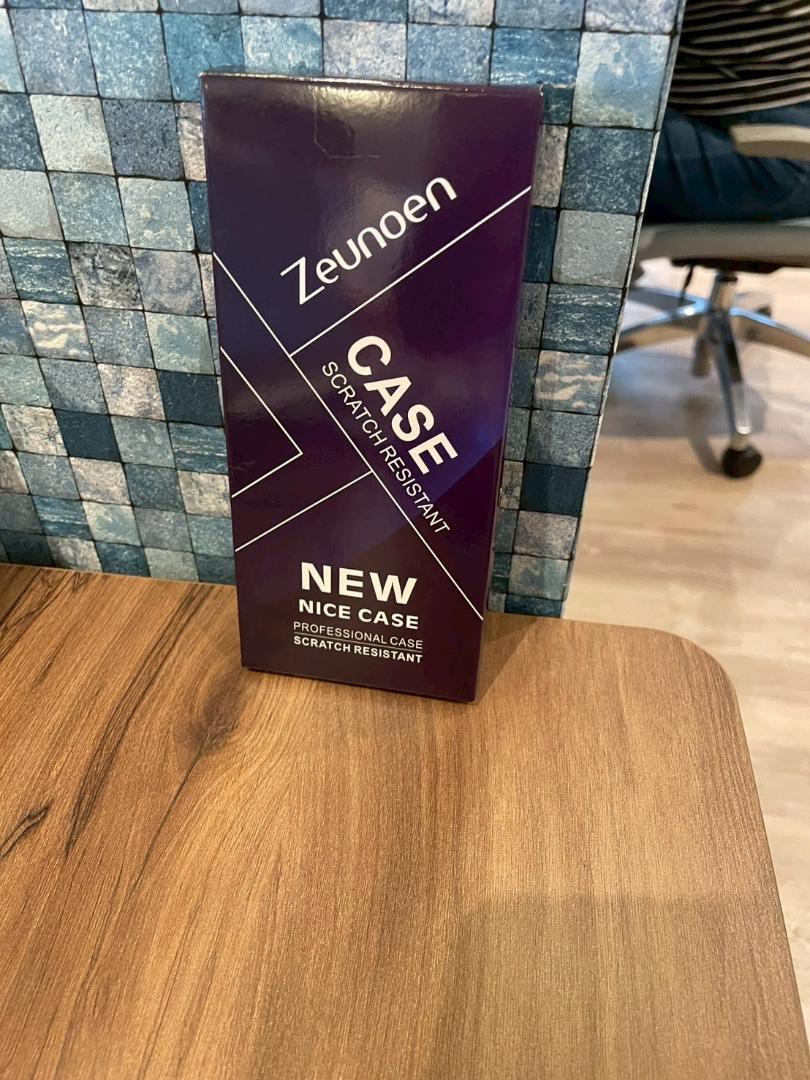 Zeunoen
CASE
SCRATCH RESISTANT
NEW
NICE CASE
PROFESSIONAL CASE
SCRATCH RESISTANT